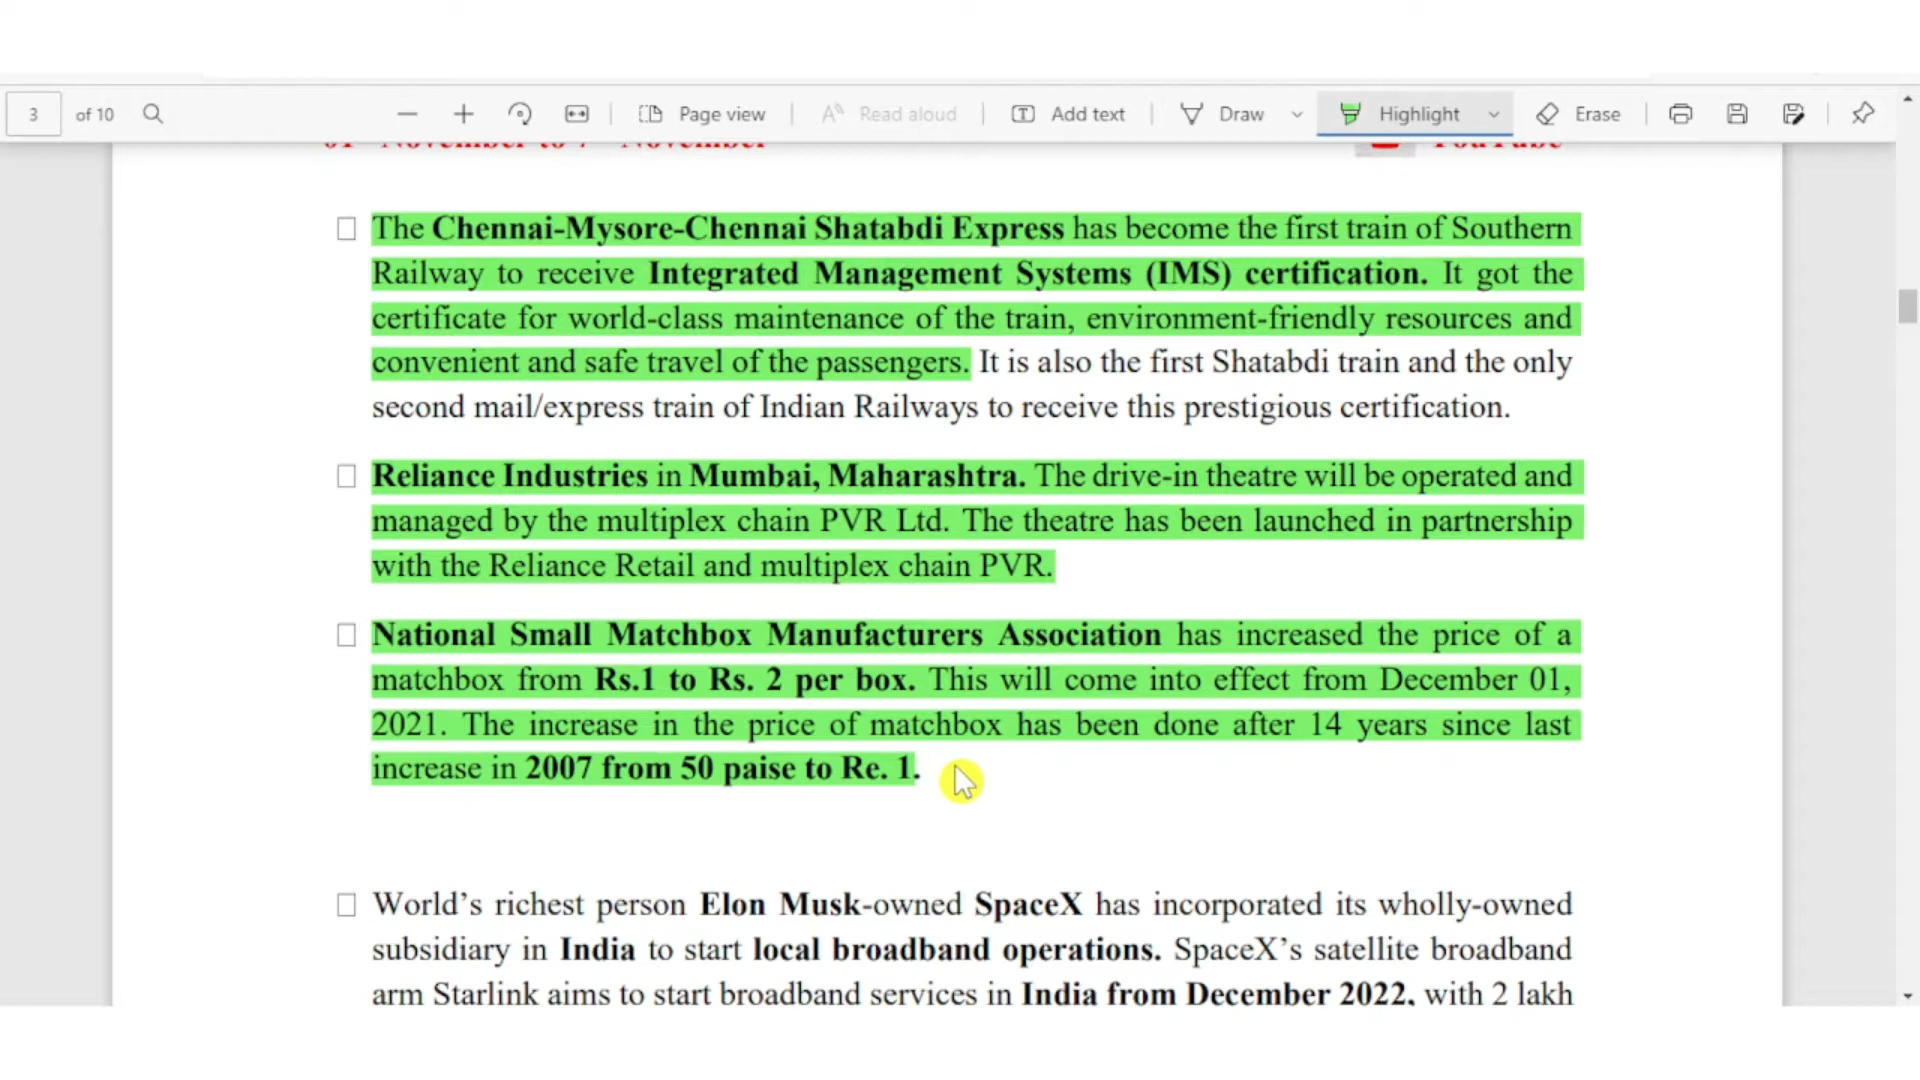 3 of 10 Page view Read aloud Add text Draw Highlight Erase
The Chennai-Mysore-Chennai Shatabdi Express has become the first train of Southern
Railway to receive Integrated Management Systems (IMS) certification. It got the
certificate for world-class maintenance of the train, environment-friendly resources and
convenient and safe travel of the passengers. It is also the first Shatabdi train and the only
second mail/express train of Indian Railways to receive this prestigious certification.
Reliance Industries in Mumbai, Maharashtra. The drive-in theatre will be operated and
managed by the multiplex chain PVR Ltd. The theatre has been launched in partnership
with the Reliance Retail and multiplex chain PVR.
National Small Matchbox Manufacturers Association has increased the price of a
matchbox from Rs.1 to Rs. 2 per box. This will come into effect from December 01,
2021. The increase in the price of matchbox has been done after 14 years since last
increase in 2007 from 50 paise to Re. 1.
World’s richest person Elon Musk-owned SpaceX has incorporated its wholly-owned
subsidiary in India to start local broadband operations. SpaceX’s satellite broadband
arm Starlink aims to start broadband services in India from December 2022, with 2 lakh